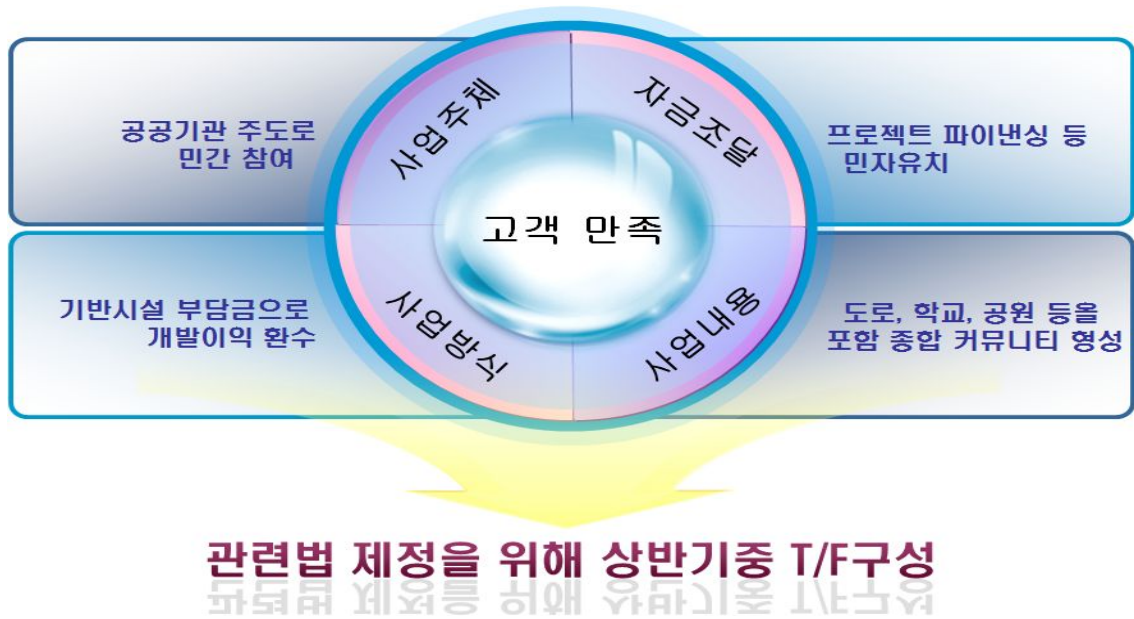 사업주체
공공기관 주도로
민간 참여
자금조달
프로젝트 파이낸싱 등
민자유치
고객 만족
사업방식
기반시설 부담금으로
개발이익 환수
사업내용
도로, 학교, 공원 등을
포함 종합 커뮤니티 형성
관련법 제정을 위해 상반기중 T/F구성